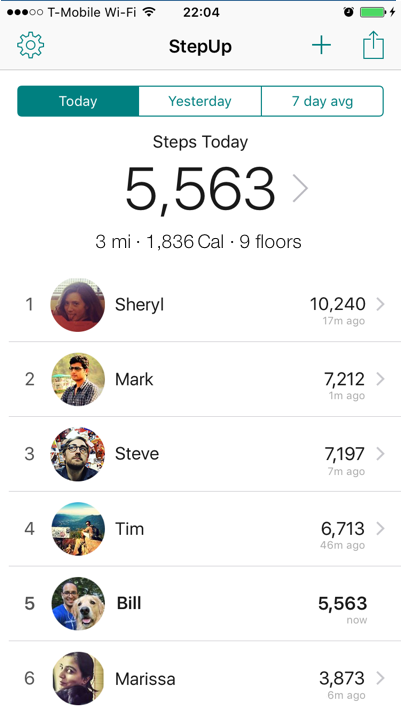 T-Mobile Wi-Fi 22:04
StepUp
Today Yesterday 7 day avg
Steps Today
5,563
3 mi · 1,836 Cal · 9 floors
1 Sheryl 10,240
17m ago
2 Mark 7,212
1m ago
3 Steve 7,197
7m ago
4 Tim 6,713
46m ago
5 Bill 5,563
now
6 Marissa 3,873
6m ago